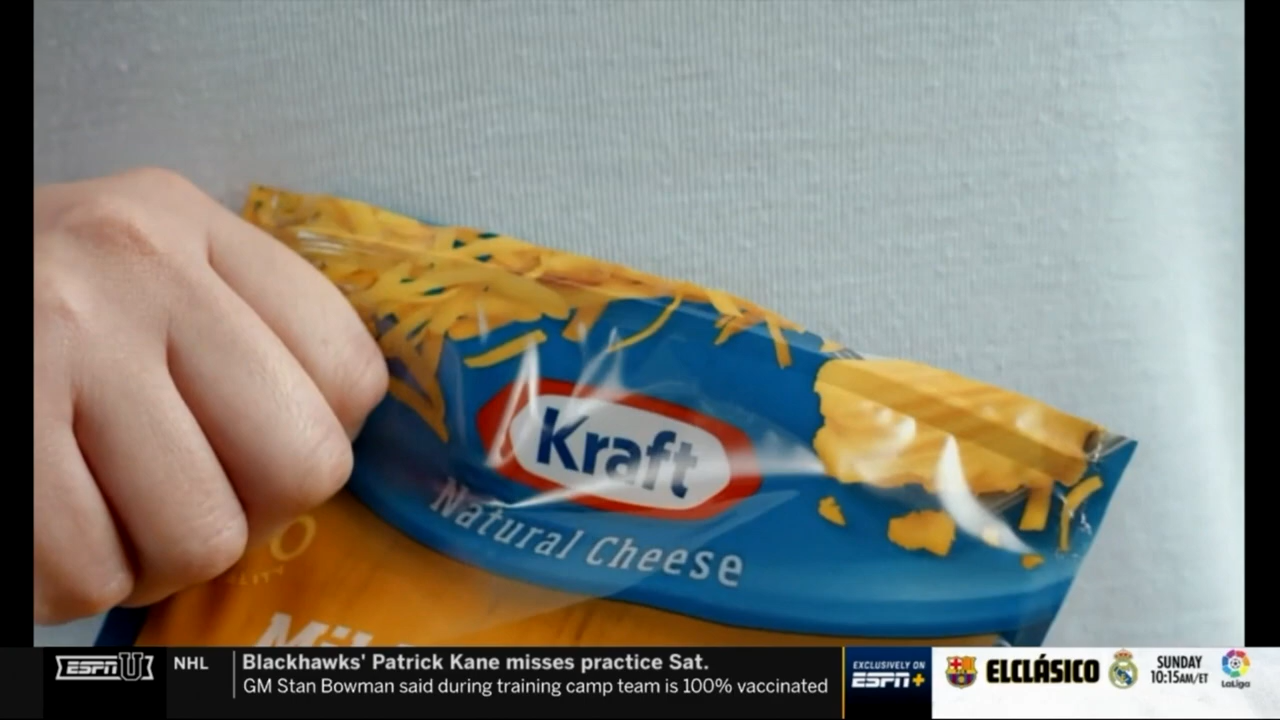 Kraft
Natural Cheese
ESPNU
NHL
Blackhawks' Patrick Kane misses practice Sat.
GM Stan Bowman said during training camp team is 100% vaccinated
EXCLUSIVELY ON
ESPN+
ELCLÁSICO
SUNDAY
10:15AM/ET
LaLiga